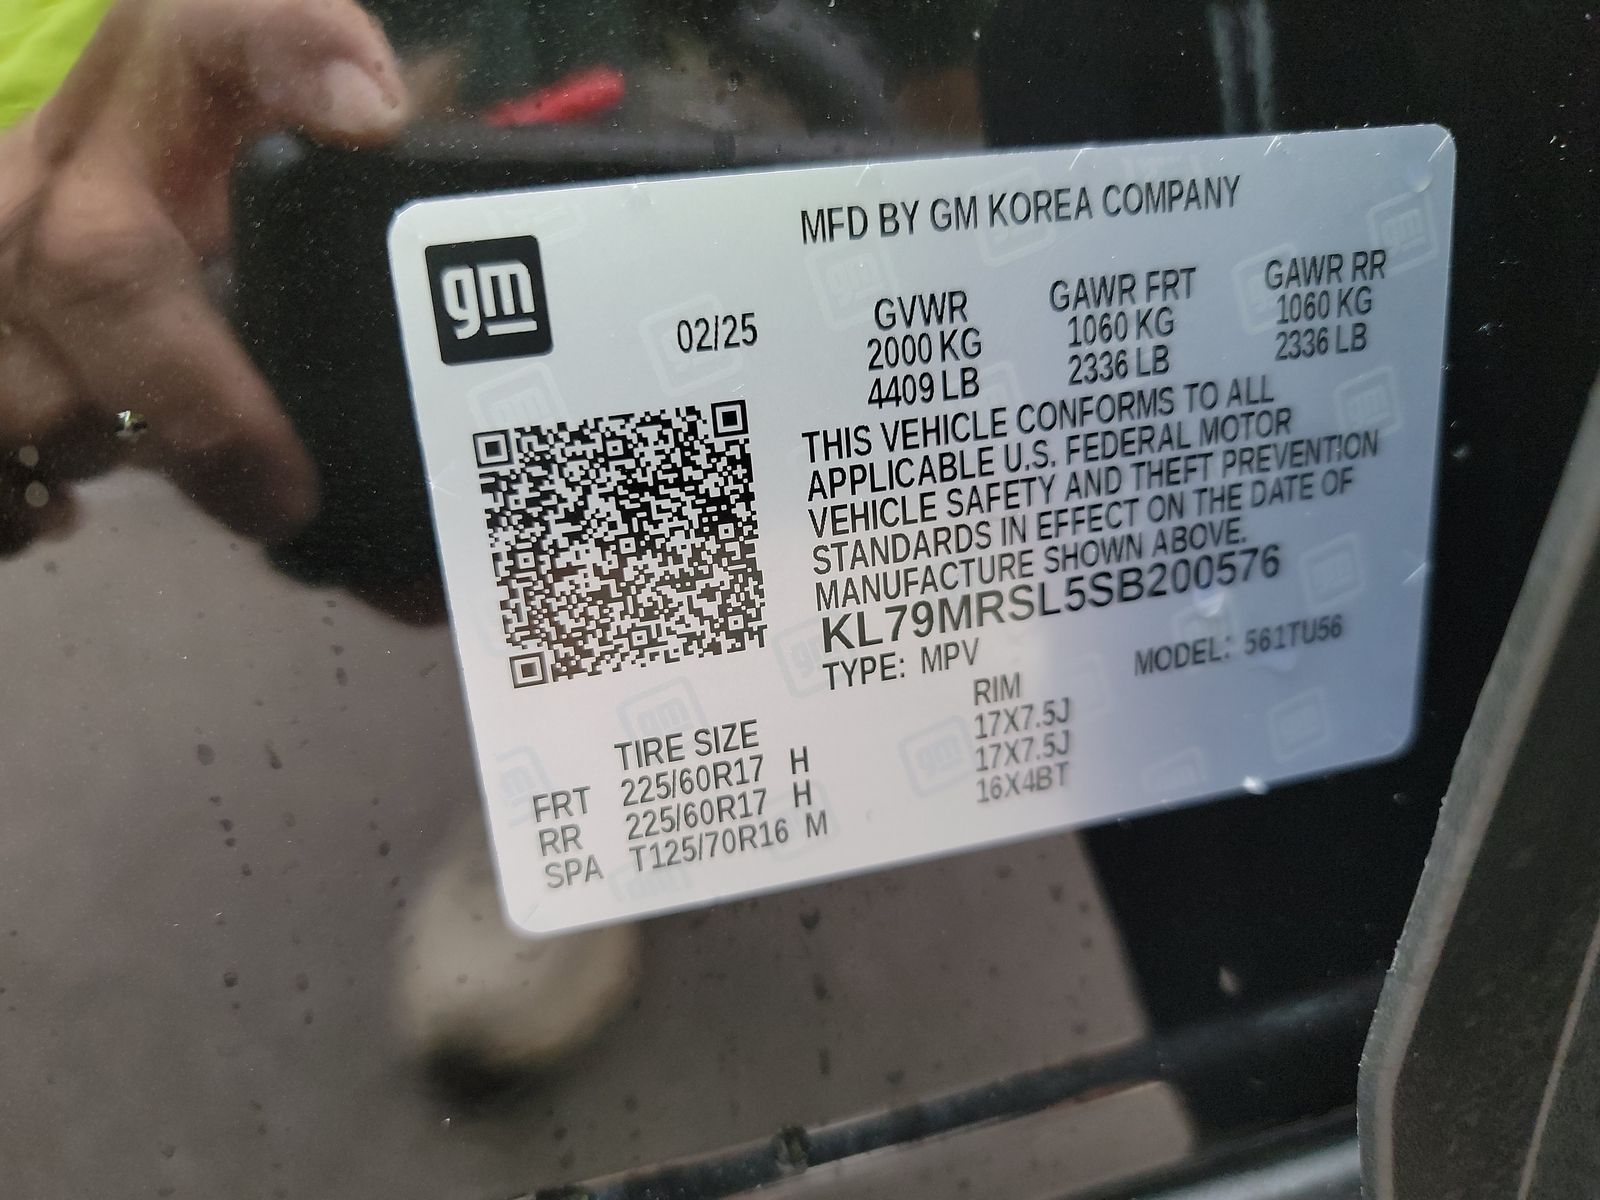 gm
MFD BY GM KOREA COMPANY
02/25
GVWR GAWR FRT GAWR RR
2000 KG 1060 KG 1060 KG
4409 LB 2336 LB 2336 LB
THIS VEHICLE CONFORMS TO ALL
APPLICABLE U.S. FEDERAL MOTOR
VEHICLE SAFETY AND THEFT PREVENTION
STANDARDS IN EFFECT ON THE DATE OF
MANUFACTURE SHOWN ABOVE.
KL79MRSL5SB200576
TYPE: MPV MODEL: 561TU56
TIRE SIZE RIM
FRT 225/60R17 H 17X7.5J
RR 225/60R17 H 17X7.5J
SPA T125/70R16 M 16X4BT